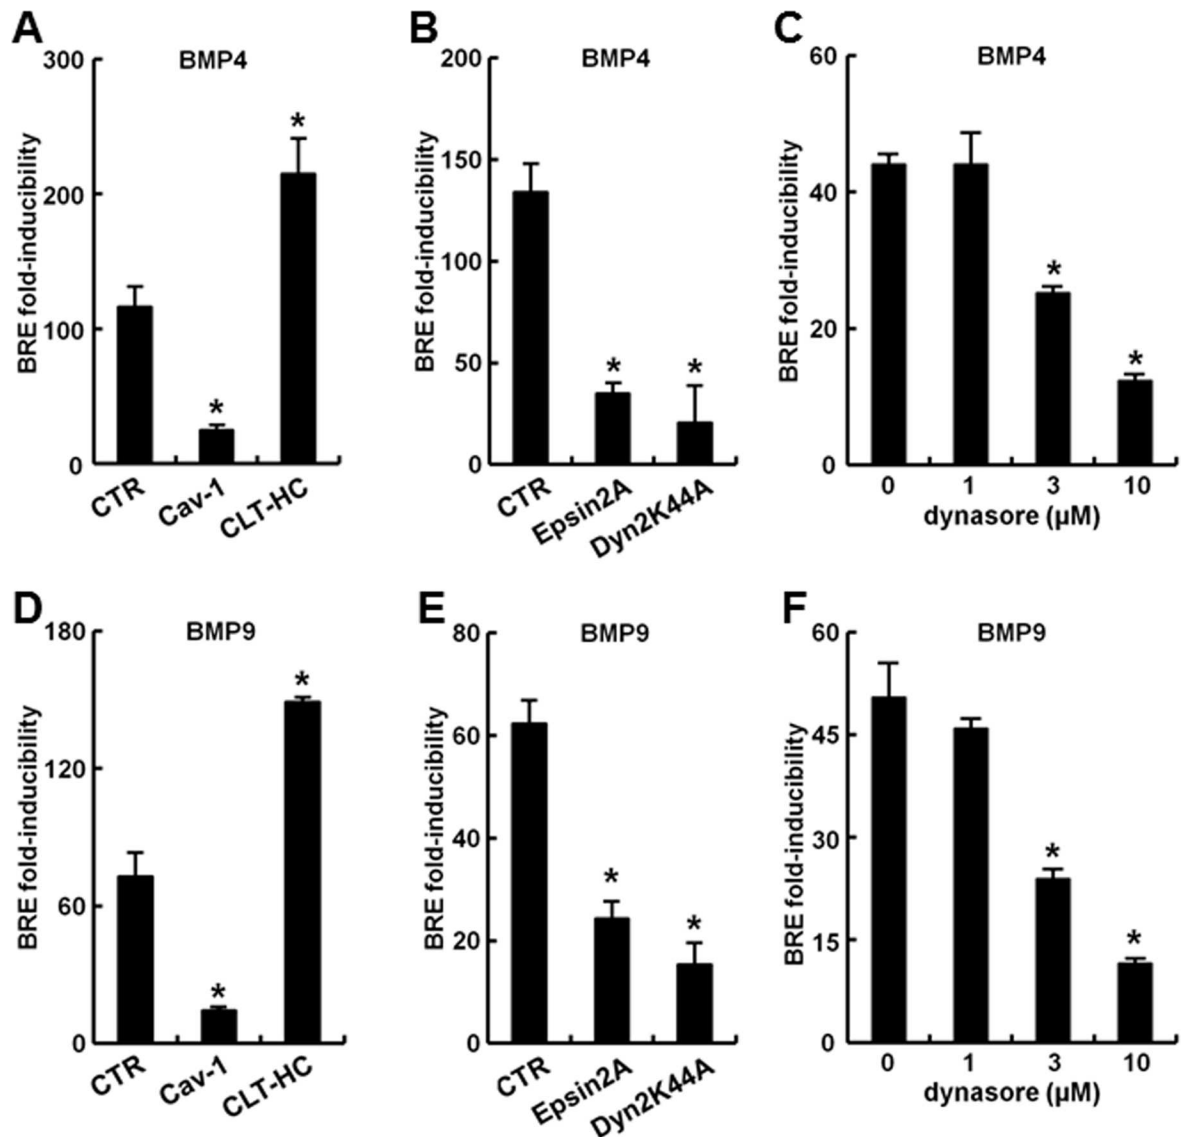 A
BMP4
BRE fold-inducibility
300
200
100
0
*
*
CTR
Cav-1
CLT-HC
B
BMP4
BRE fold-inducibility
200
150
100
50
0
*
*
CTR
Epsin2A
Dyn2K44A
C
BMP4
BRE fold-inducibility
60
40
20
0
*
*
0 1 3 10
dynasore (µM)
D
BMP9
BRE fold-inducibility
180
120
60
0
*
*
CTR
Cav-1
CLT-HC
E
BMP9
BRE fold-inducibility
80
60
40
20
0
*
*
CTR
Epsin2A
Dyn2K44A
F
BMP9
BRE fold-inducibility
60
45
30
15
0
*
*
0 1 3 10
dynasore (µM)